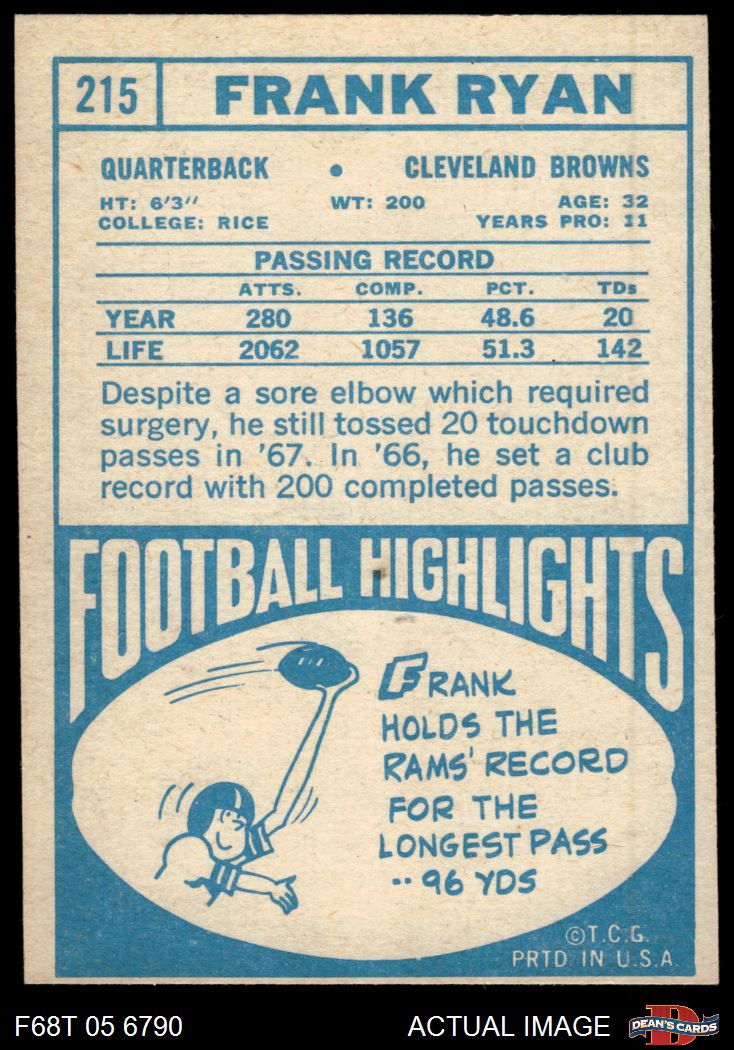 215 FRANK RYAN
QUARTERBACK • CLEVELAND BROWNS
HT: 6'3" WT: 200 AGE: 32
COLLEGE: RICE YEARS PRO: 11
PASSING RECORD
ATTS. COMP. PCT. TDs
YEAR 280 136 48.6 20
LIFE 2062 1057 51.3 142
Despite a sore elbow which required
surgery, he still tossed 20 touchdown
passes in '67. In '66, he set a club
record with 200 completed passes.
FOOTBALL HIGHLIGHTS
FRANK
HOLDS THE
RAMS' RECORD
FOR THE
LONGEST PASS
-- 96 YDS
©T.C.G.
PRTD. IN U.S.A.
F68T 05 6790 ACTUAL IMAGE D DEAN'S CARDS